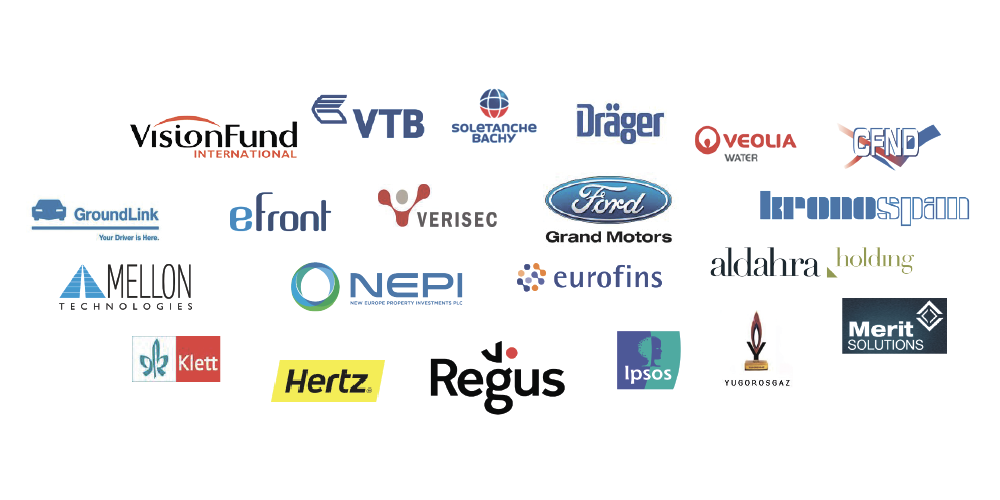 VisionFund
INTERNATIONAL
VTB
SOLETANCHE
BACHY
Dräger
VEOLIA
WATER
CFND
GroundLink
Your Driver is Here.
efront
VERISEC
Ford
Grand Motors
kronospan
MELLON
TECHNOLOGIES
NEPI
NEW EUROPE PROPERTY INVESTMENTS PLC
eurofins
aldahra holding
Klett
Hertz®
Regus
Ipsos
YUGOROSGAZ
Merit
SOLUTIONS